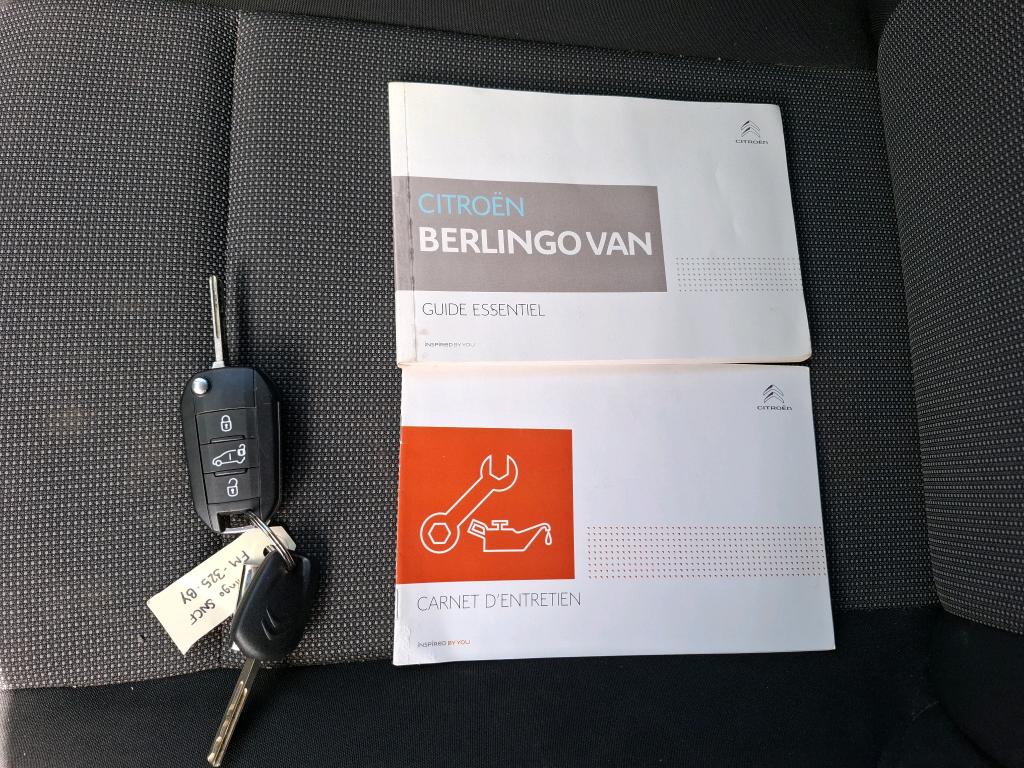 CITROËN
CITROËN
BERLINGO VAN
GUIDE ESSENTIEL
INSPIRED BY YOU
CITROËN
CARNET D'ENTRETIEN
INSPIRED BY YOU
SNCF
FM-325.BY